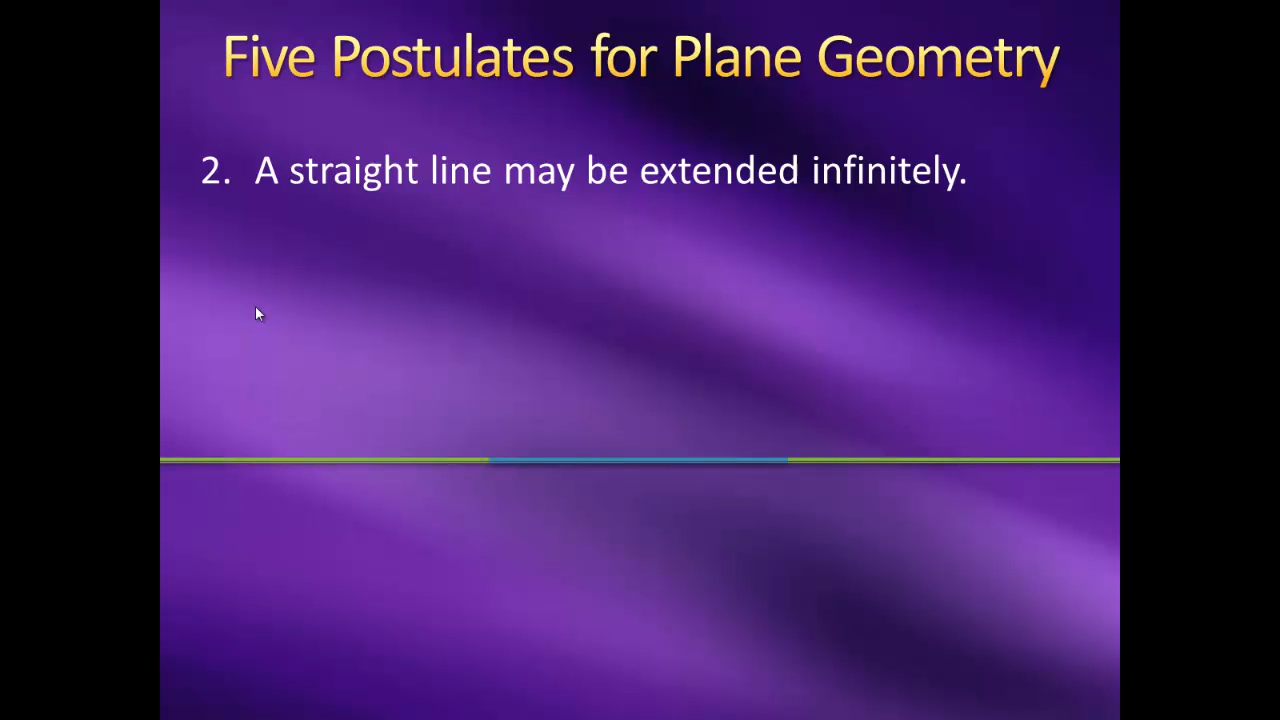 Five Postulates for Plane Geometry
2. A straight line may be extended infinitely.